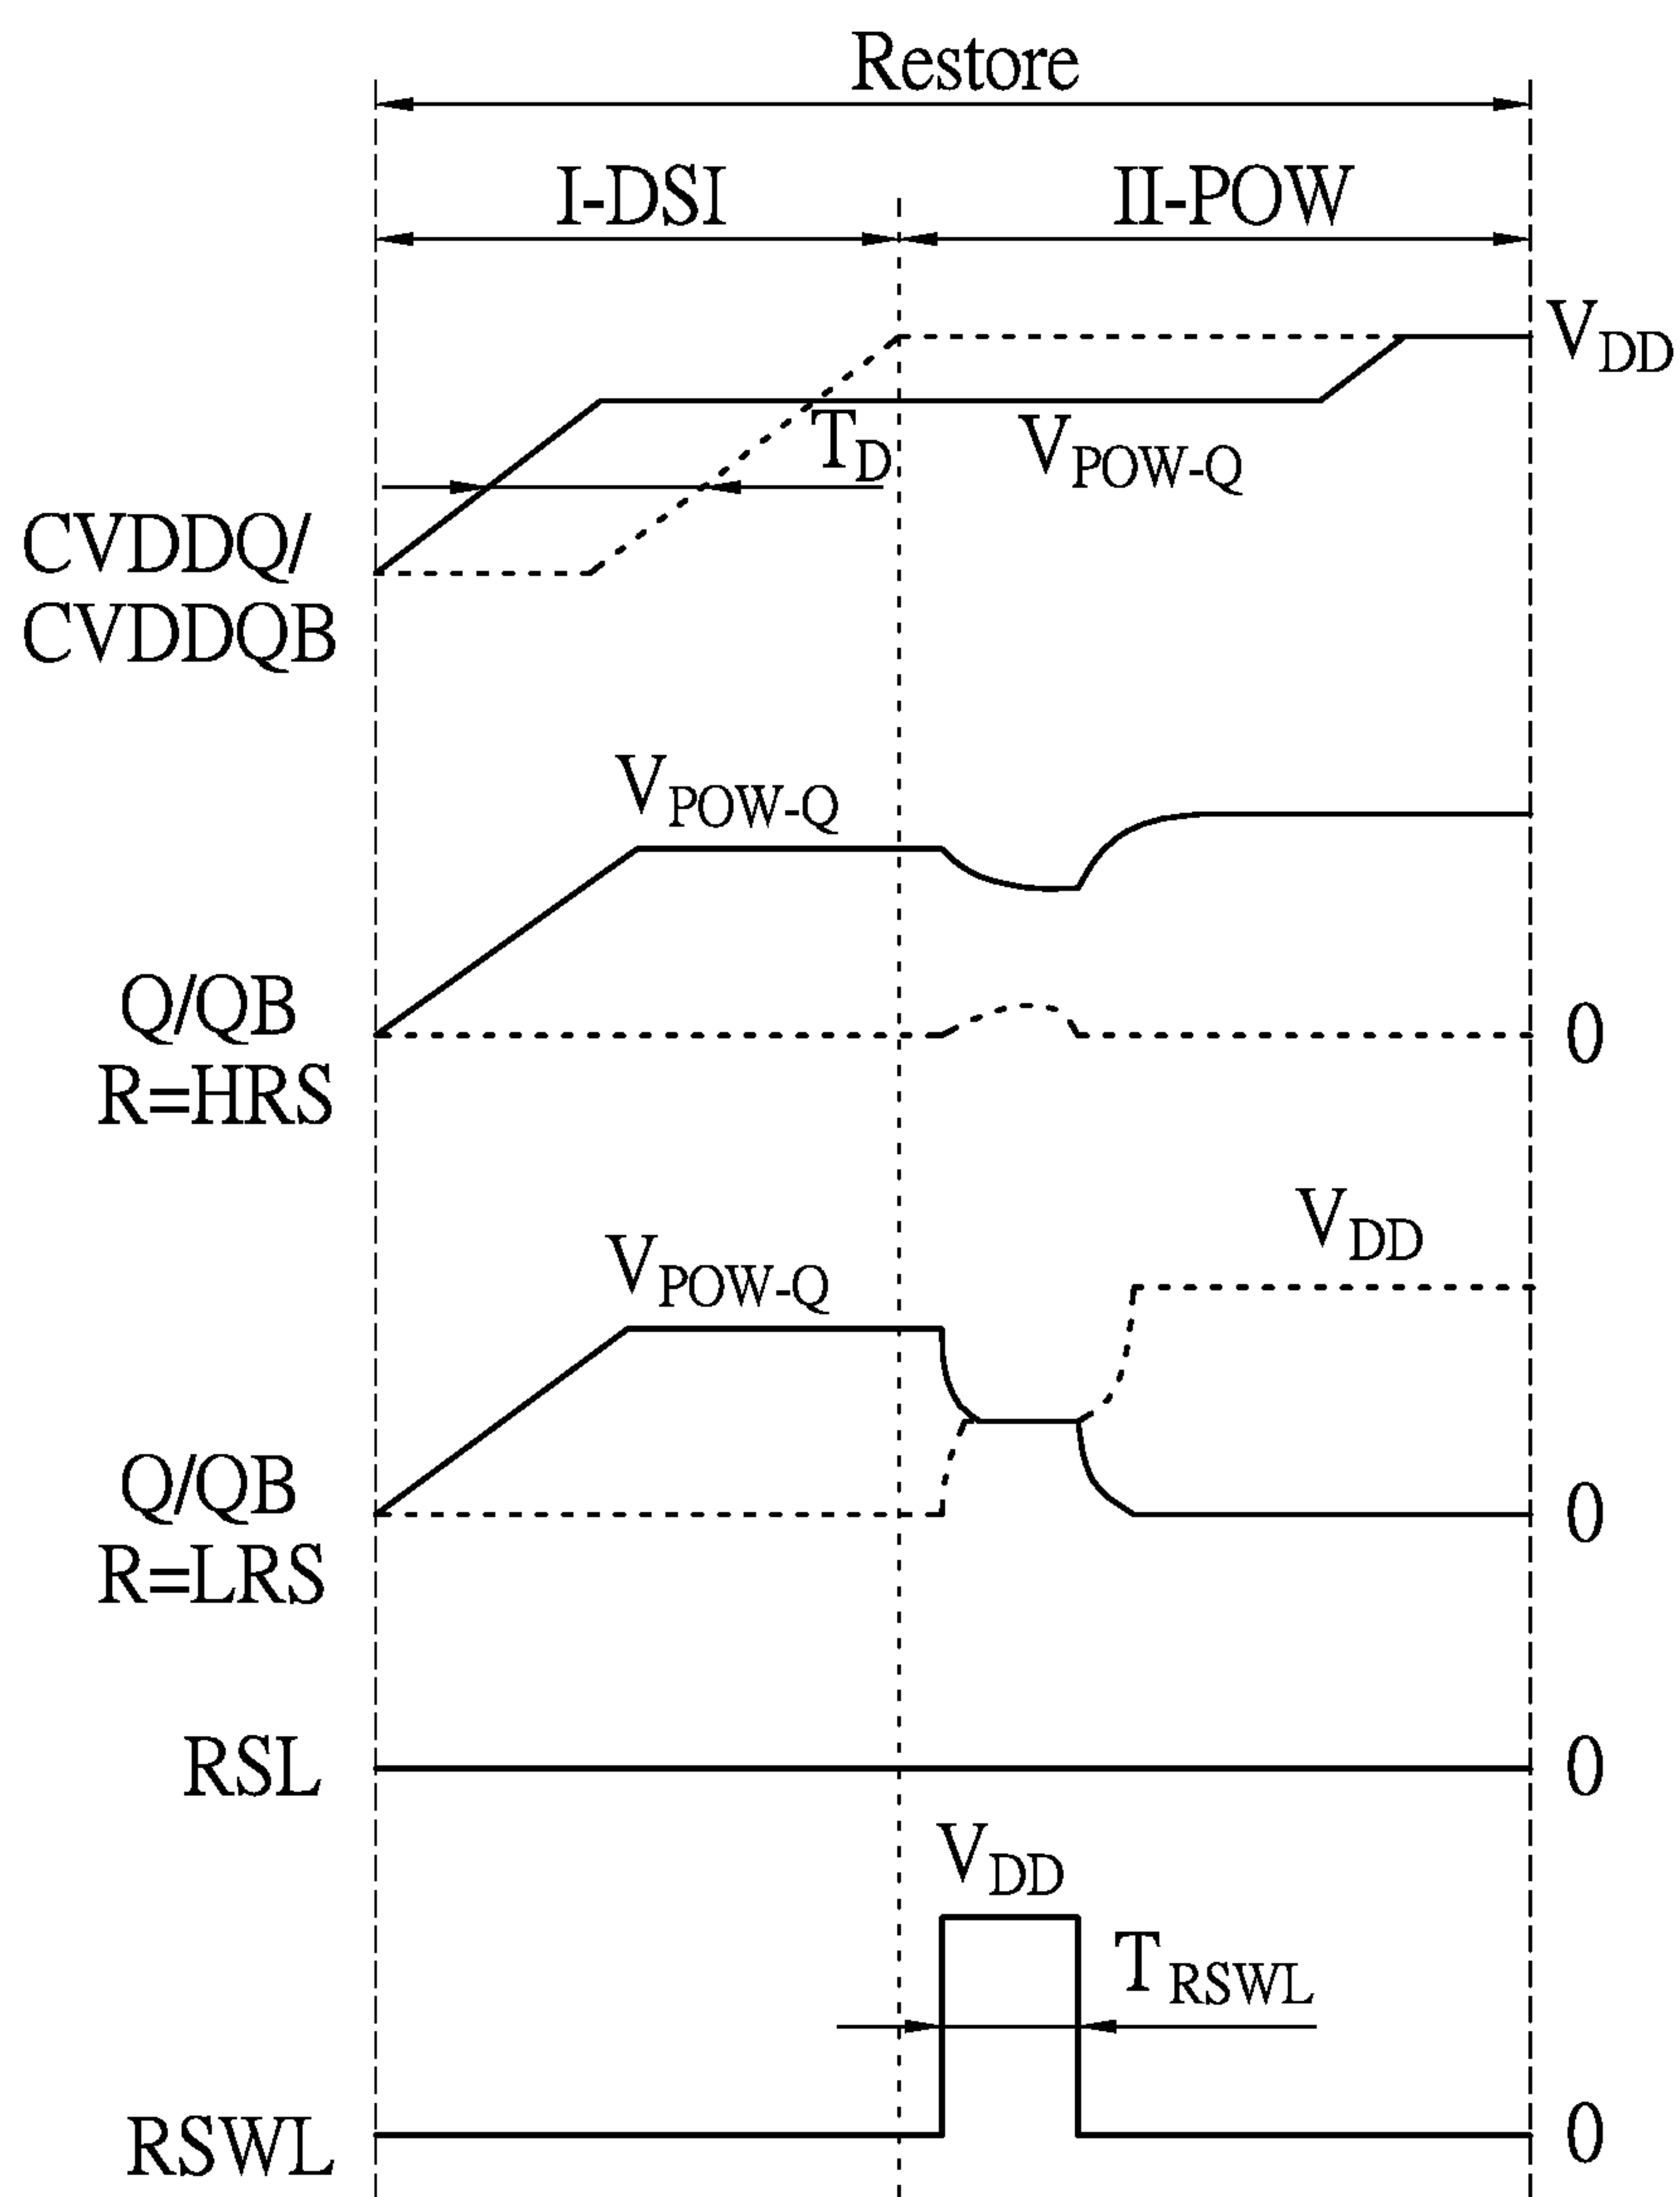 Restore
I-DSI
II-POW
VDD
TD
VPOW-Q
CVDDQ/
CVDDQB
VPOW-Q
Q/QB
R=HRS
0
VDD
VPOW-Q
Q/QB
R=LRS
0
RSL
0
VDD
TRSWL
RSWL
0